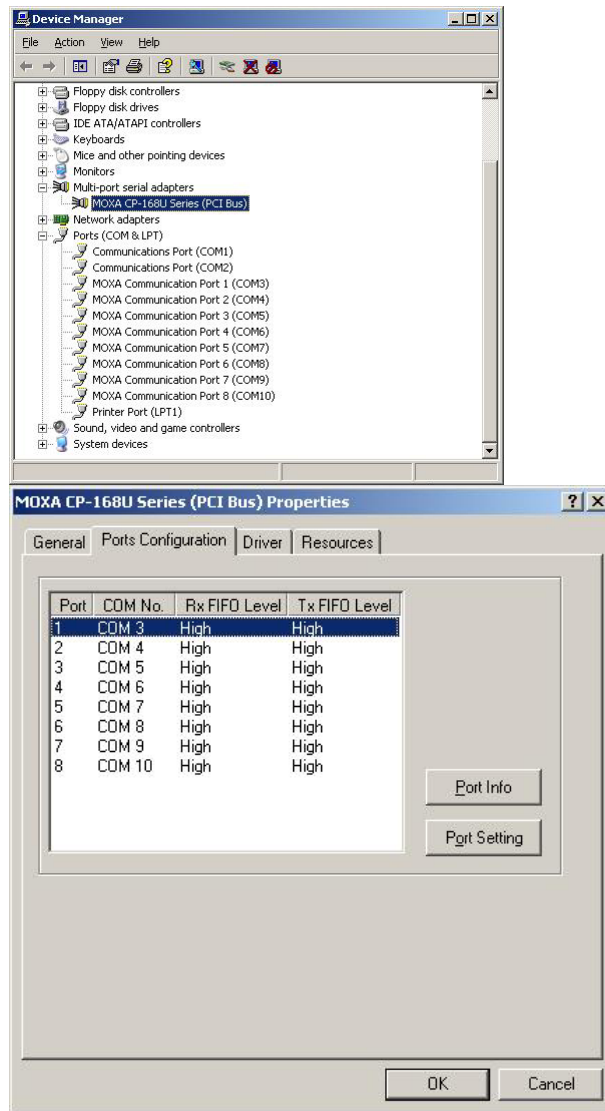 Device Manager
File Action View Help
Floppy disk controllers
Floppy disk drives
IDE ATA/ATAPI controllers
Keyboards
Mice and other pointing devices
Monitors
Multi-port serial adapters
MOXA CP-168U Series (PCI Bus)
Network adapters
Ports (COM & LPT)
Communications Port (COM1)
Communications Port (COM2)
MOXA Communication Port 1 (COM3)
MOXA Communication Port 2 (COM4)
MOXA Communication Port 3 (COM5)
MOXA Communication Port 4 (COM6)
MOXA Communication Port 5 (COM7)
MOXA Communication Port 6 (COM8)
MOXA Communication Port 7 (COM9)
MOXA Communication Port 8 (COM10)
Printer Port (LPT1)
Sound, video and game controllers
System devices
MOXA CP-168U Series (PCI Bus) Properties
General Ports Configuration Driver Resources
Port COM No. Rx FIFO Level Tx FIFO Level
1 COM 3 High High
2 COM 4 High High
3 COM 5 High High
4 COM 6 High High
5 COM 7 High High
6 COM 8 High High
7 COM 9 High High
8 COM 10 High High
Port Info
Port Setting
OK Cancel